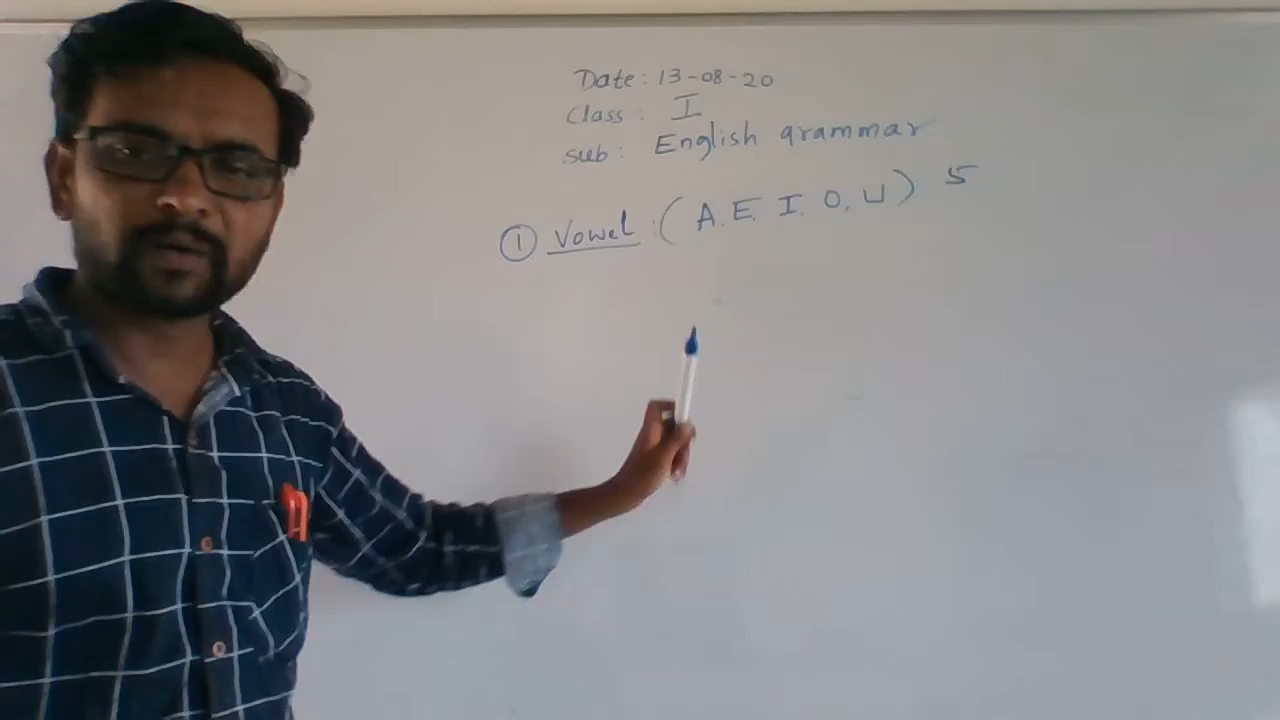 Date: 13-08-20
Class: I
Sub: English grammar
① Vowel: (A, E, I, O, U) 5